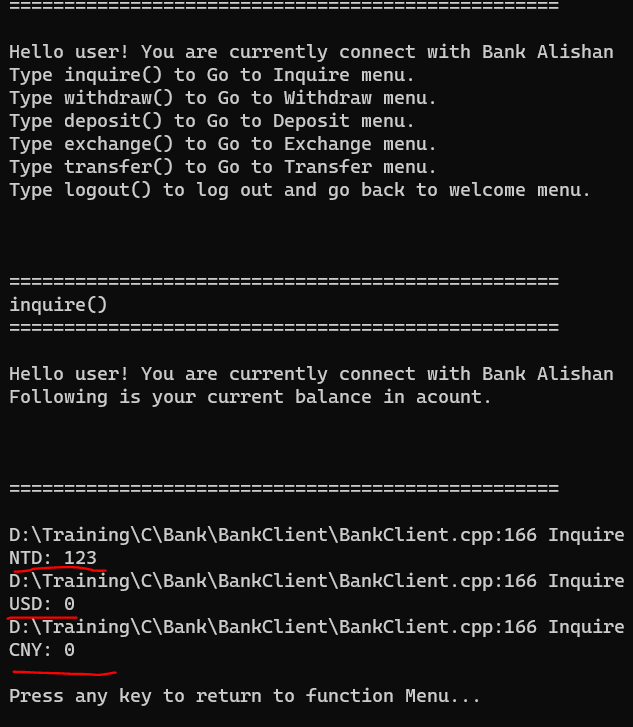 ==================================================
Hello user! You are currently connect with Bank Alishan
Type inquire() to Go to Inquire menu.
Type withdraw() to Go to Withdraw menu.
Type deposit() to Go to Deposit menu.
Type exchange() to Go to Exchange menu.
Type transfer() to Go to Transfer menu.
Type logout() to log out and go back to welcome menu.
==================================================
inquire()
==================================================
Hello user! You are currently connect with Bank Alishan
Following is your current balance in acount.
==================================================
D:\Training\C\Bank\BankClient\BankClient.cpp:166 Inquire
NTD: 123
D:\Training\C\Bank\BankClient\BankClient.cpp:166 Inquire
USD: 0
D:\Training\C\Bank\BankClient\BankClient.cpp:166 Inquire
CNY: 0
Press any key to return to function Menu...